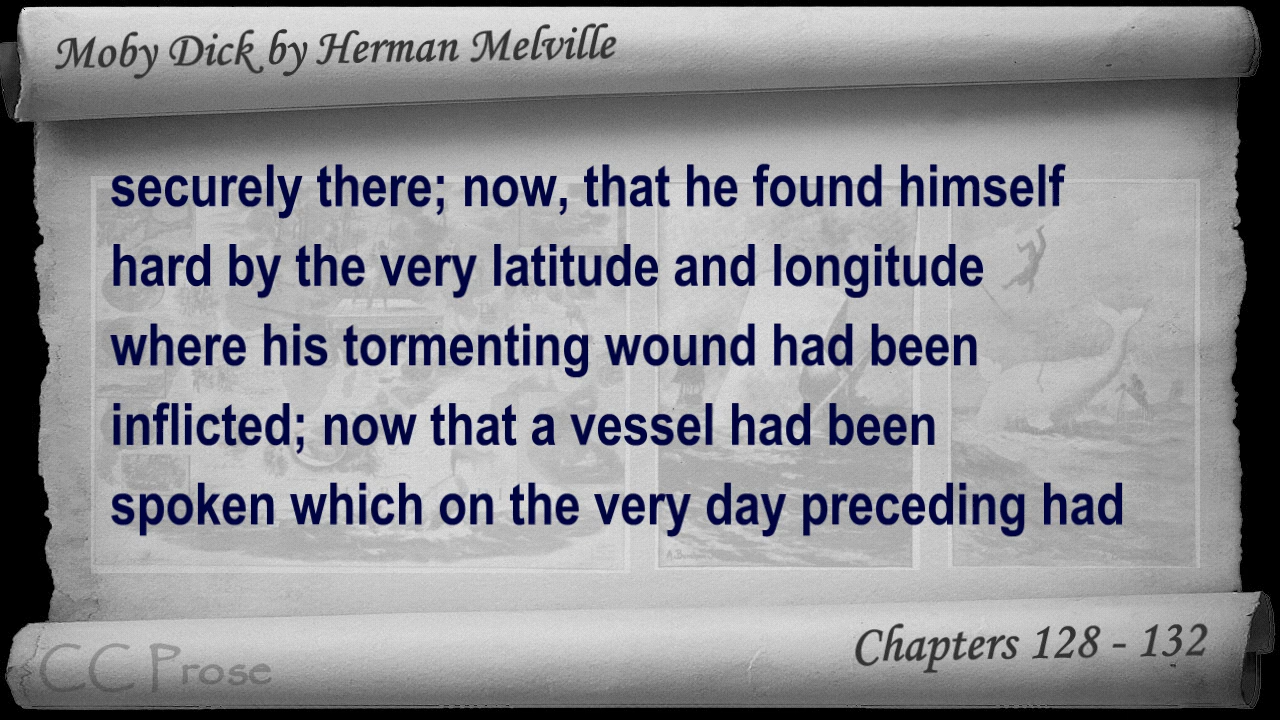 Moby Dick by Herman Melville
securely there; now, that he found himself
hard by the very latitude and longitude
where his tormenting wound had been
inflicted; now that a vessel had been
spoken which on the very day preceding had
Chapters 128 - 132
CC Prose